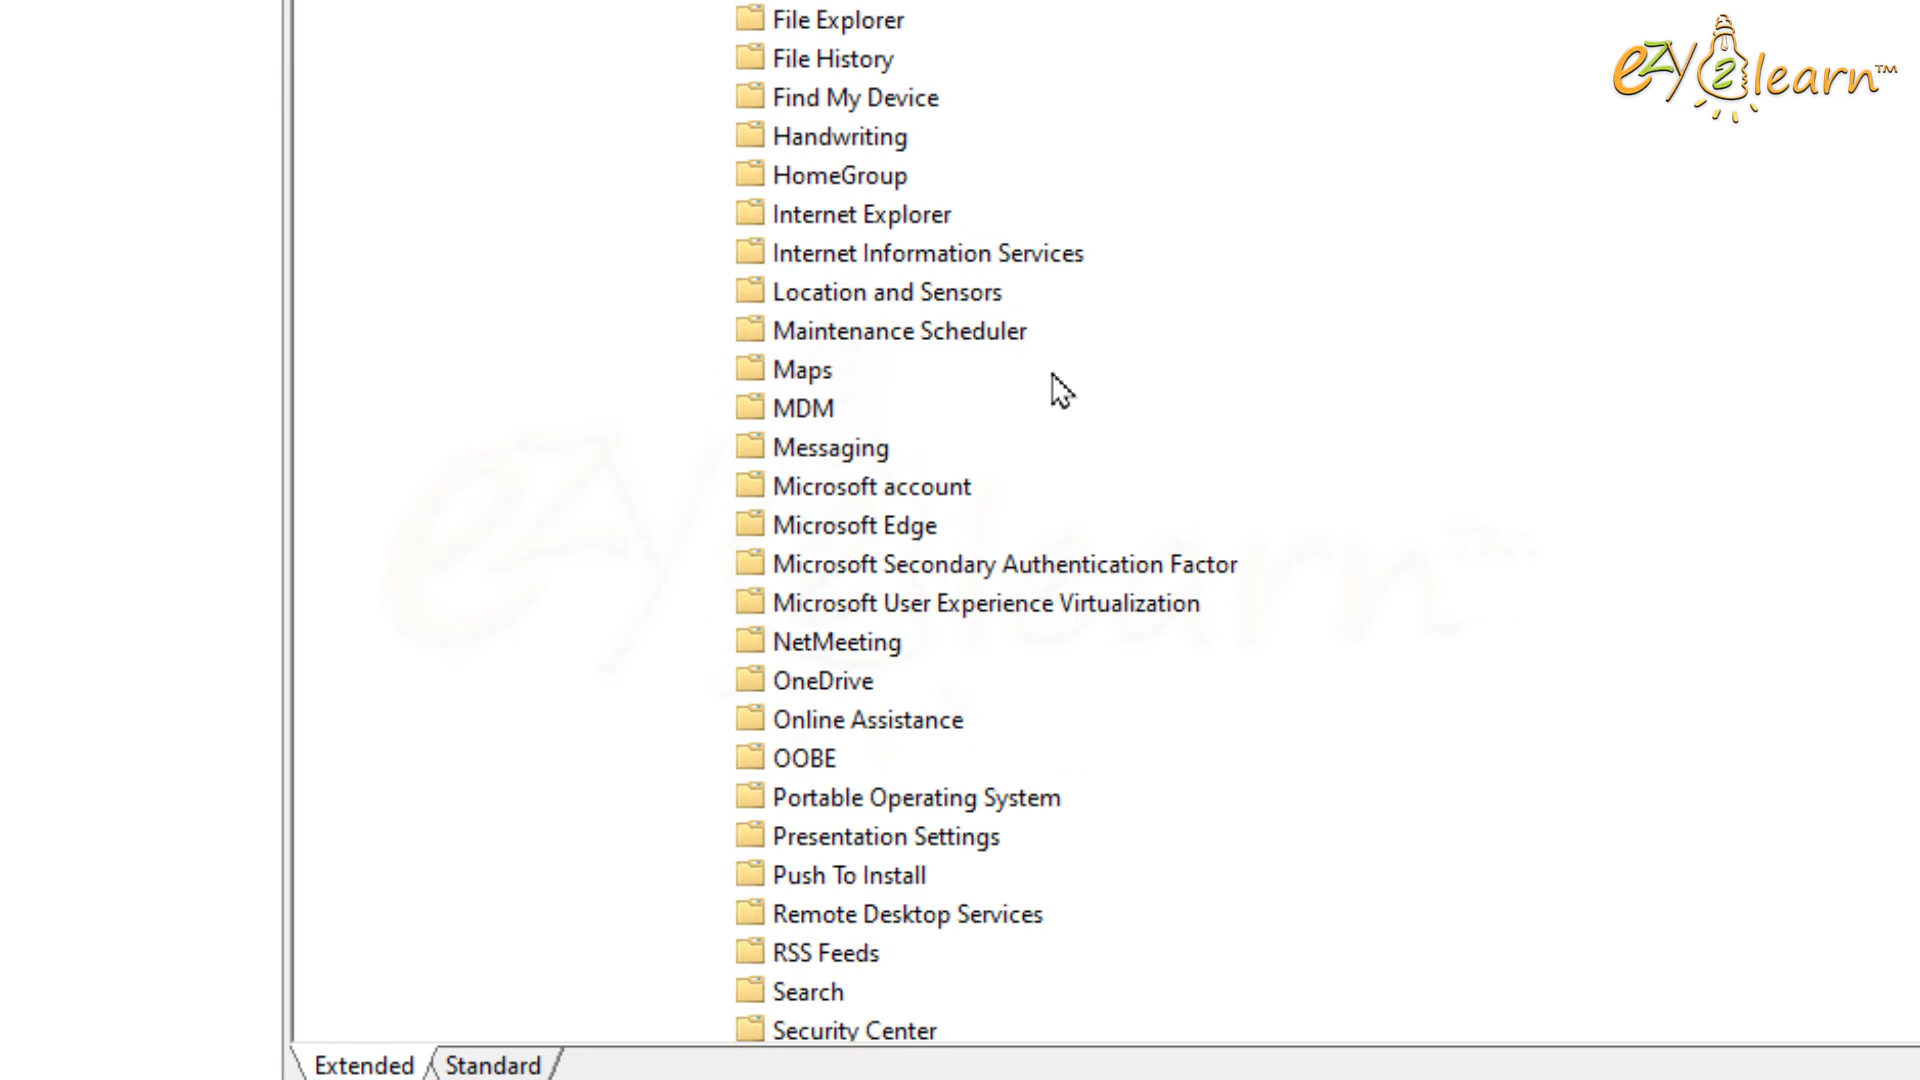 File Explorer
ezy2learn™
File History
Find My Device
Handwriting
HomeGroup
Internet Explorer
Internet Information Services
Location and Sensors
Maintenance Scheduler
Maps
MDM
Messaging
Microsoft account
Microsoft Edge
Microsoft Secondary Authentication Factor
Microsoft User Experience Virtualization
ezy2learn™
NetMeeting
OneDrive
Online Assistance
OOBE
Portable Operating System
Presentation Settings
Push To Install
Remote Desktop Services
RSS Feeds
Search
Security Center
Extended
Standard